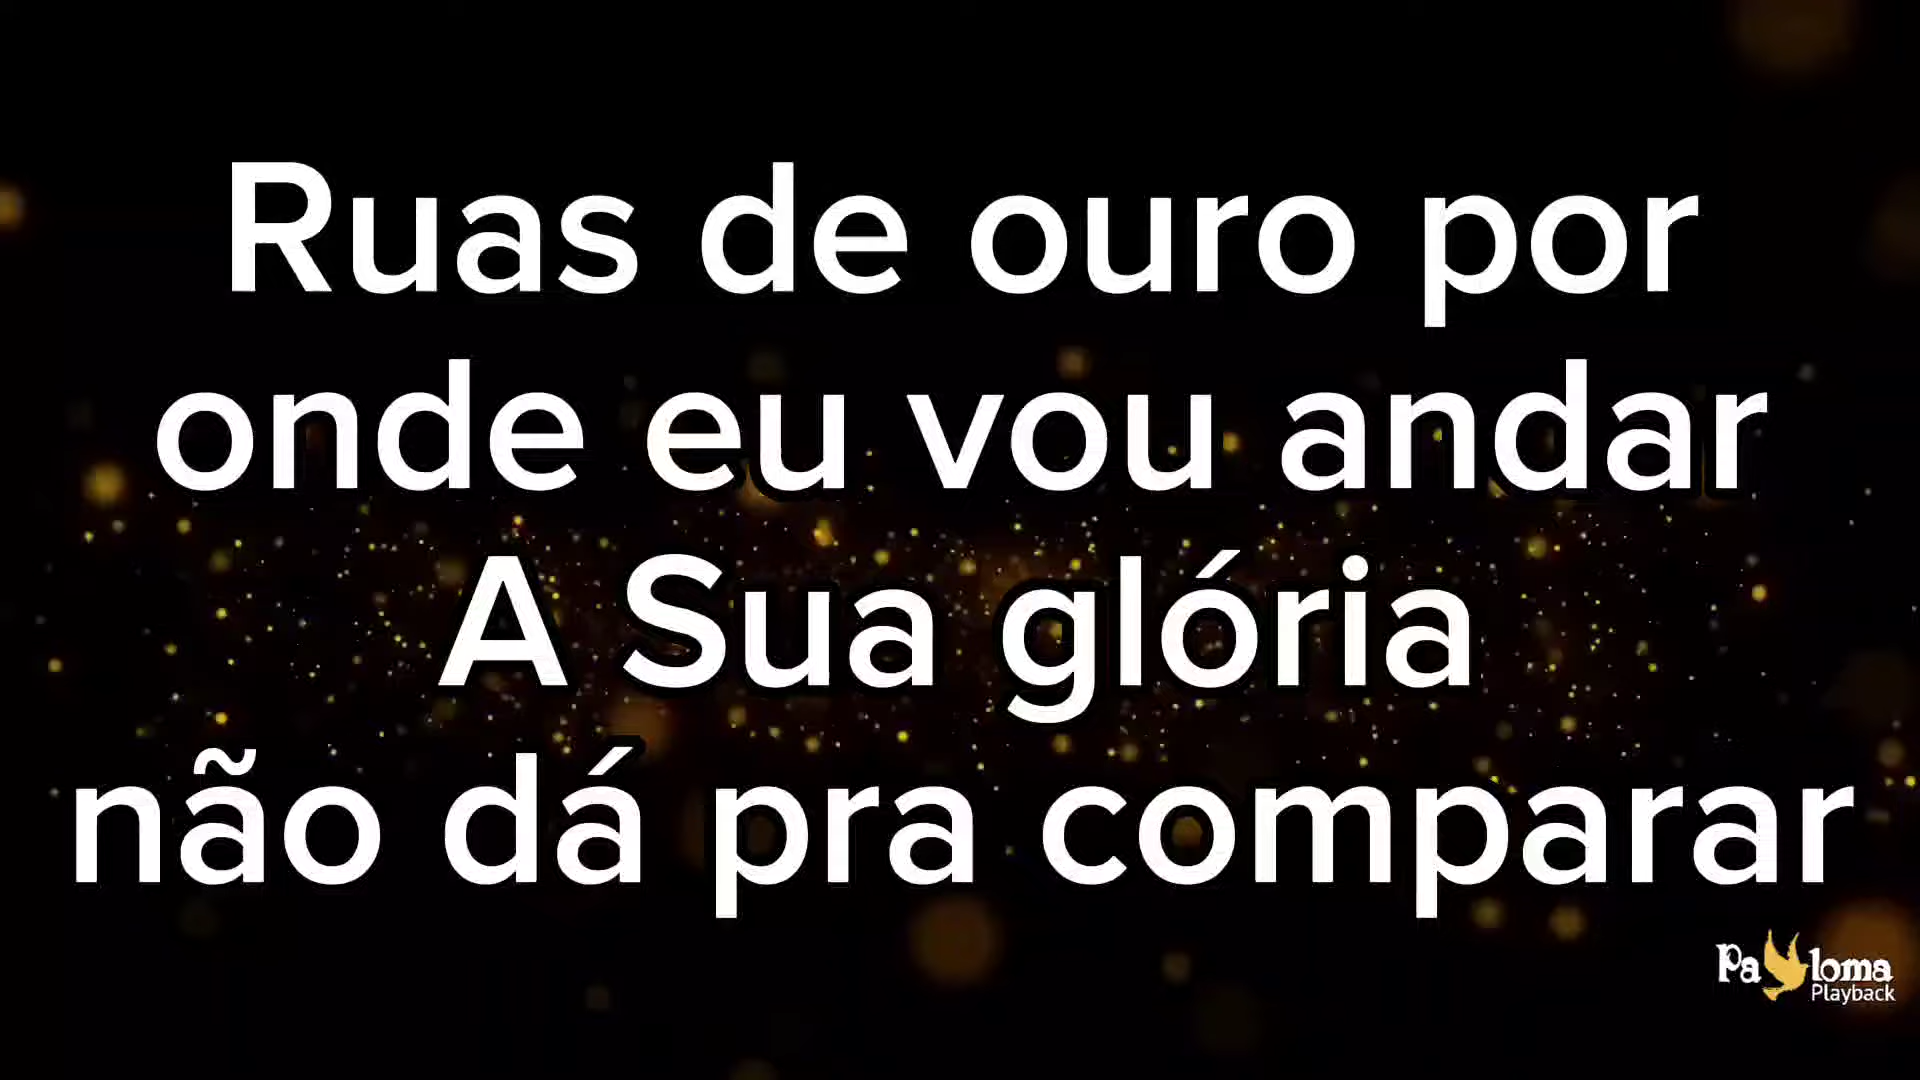 Ruas de ouro por
onde eu vou andar
A Sua glória
não dá pra comparar
Paloma
Playback